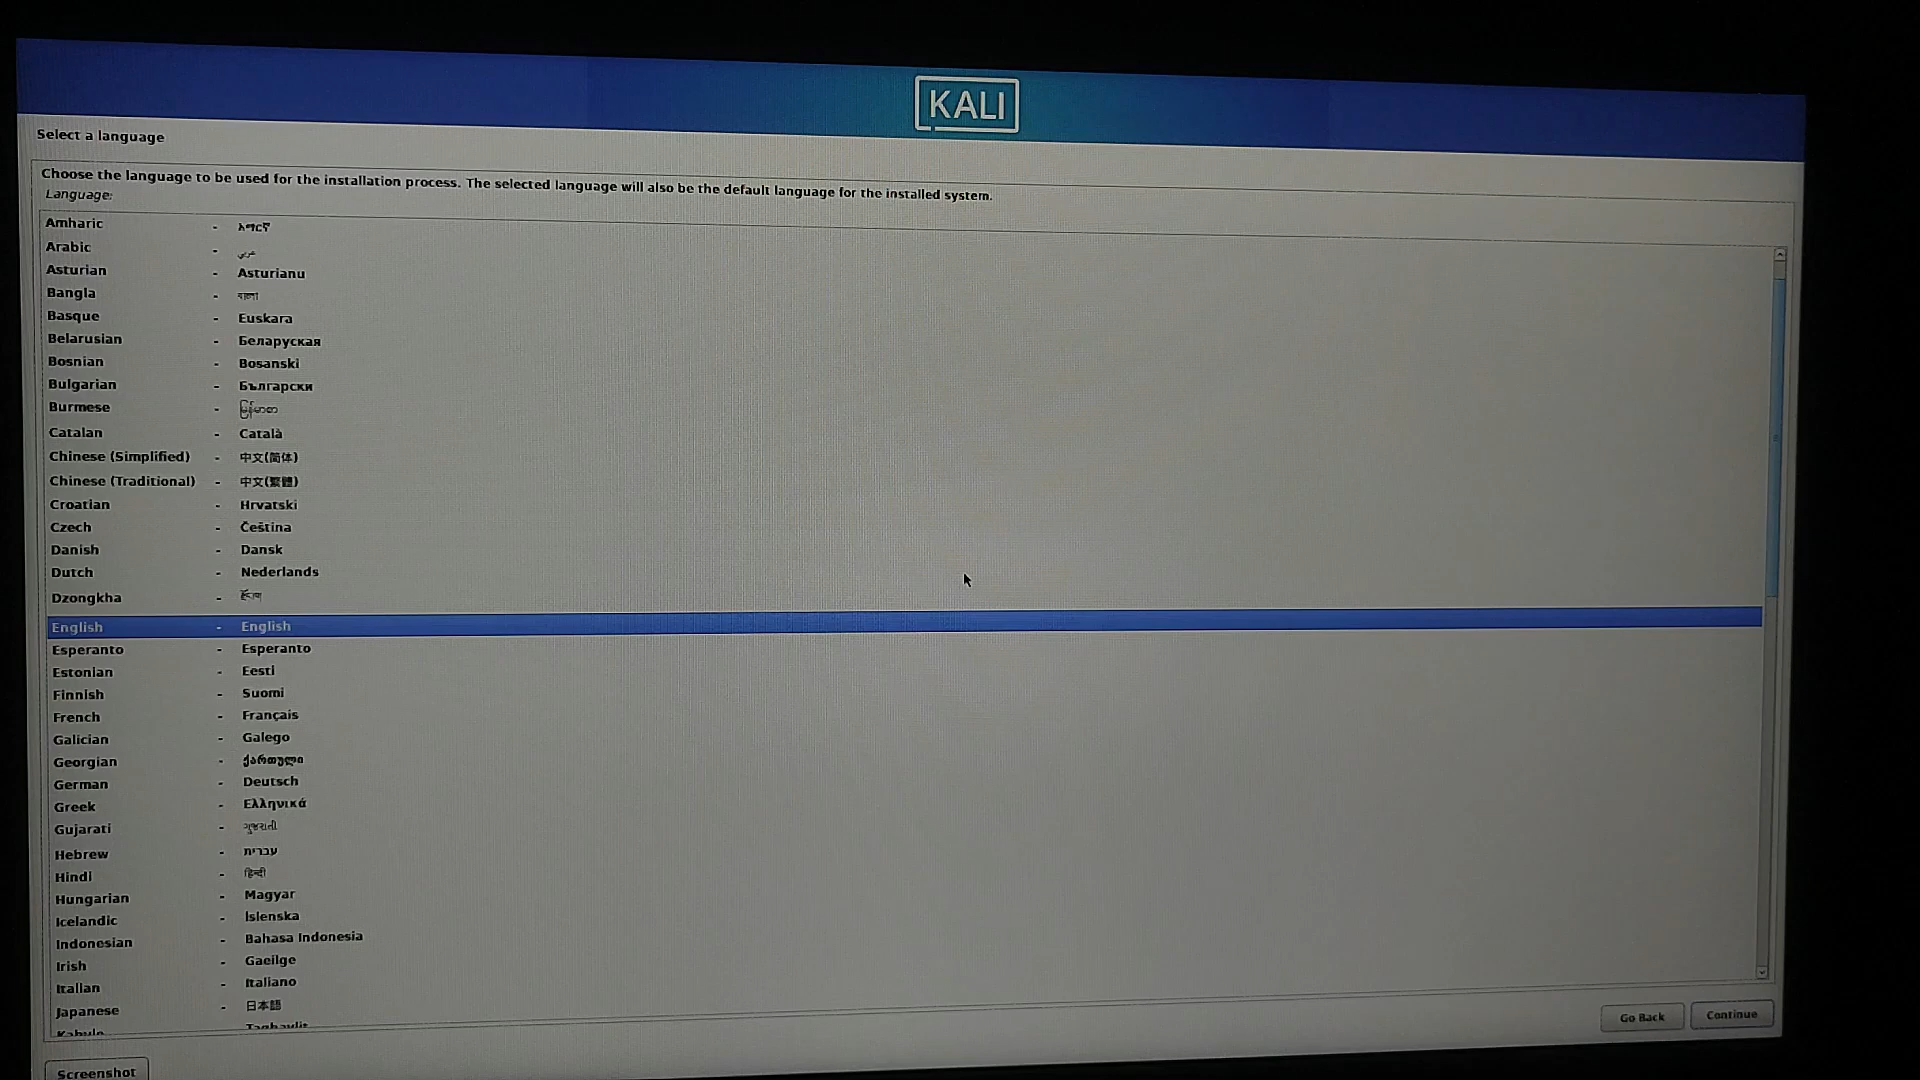 KALI
Select a language
Choose the language to be used for the installation process. The selected language will also be the default language for the installed system.
Language:
Amharic - አማርኛ
Arabic - عربي
Asturian - Asturianu
Bangla - বাংলা
Basque - Euskara
Belarusian - Беларуская
Bosnian - Bosanski
Bulgarian - Български
Burmese - မြန်မာစာ
Catalan - Català
Chinese (Simplified) - 中文(简体)
Chinese (Traditional) - 中文(繁體)
Croatian - Hrvatski
Czech - Čeština
Danish - Dansk
Dutch - Nederlands
Dzongkha - རྫོང་ཁ།
English - English
Esperanto - Esperanto
Estonian - Eesti
Finnish - Suomi
French - Français
Galician - Galego
Georgian - ქართული
German - Deutsch
Greek - Ελληνικά
Gujarati - ગુજરાતી
Hebrew - עברית
Hindi - हिन्दी
Hungarian - Magyar
Icelandic - Íslenska
Indonesian - Bahasa Indonesia
Irish - Gaeilge
Italian - Italiano
Japanese - 日本語
Kabyle - Taqbaylit
Go Back
Continue
Screenshot